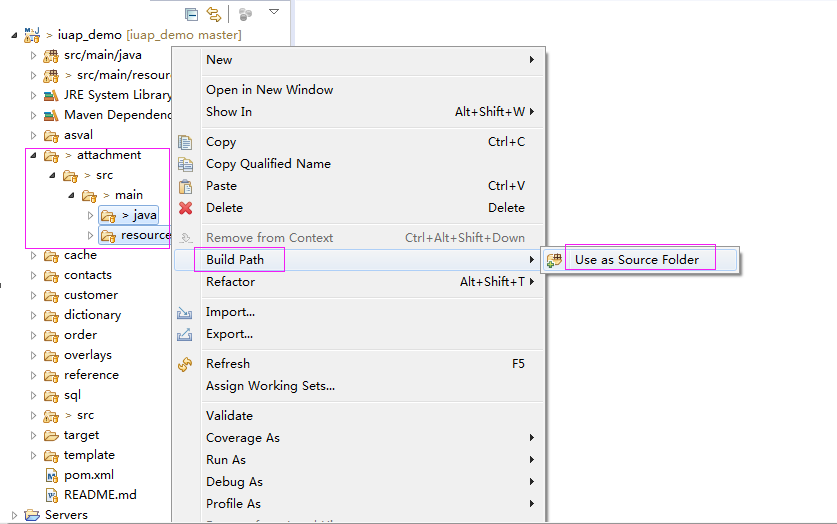 > iuap_demo [iuap_demo master]
src/main/java
> src/main/resour
JRE System Library
Maven Dependenc
asval
> attachment
> src
> main
> java
resource
cache
contacts
customer
dictionary
order
overlays
reference
sql
> src
target
template
pom.xml
README.md
Servers
New
Open in New Window
Show In Alt+Shift+W
Copy Ctrl+C
Copy Qualified Name
Paste Ctrl+V
Delete Delete
Remove from Context Ctrl+Alt+Shift+Down
Build Path
Refactor Alt+Shift+T
Import...
Export...
Refresh F5
Assign Working Sets...
Validate
Coverage As
Run As
Debug As
Profile As
Use as Source Folder